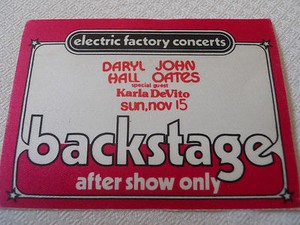 electric factory concerts
DARYL JOHN
HALL OATES
special guest
Karla DeVito
sun,nov 15
backstage
after show only